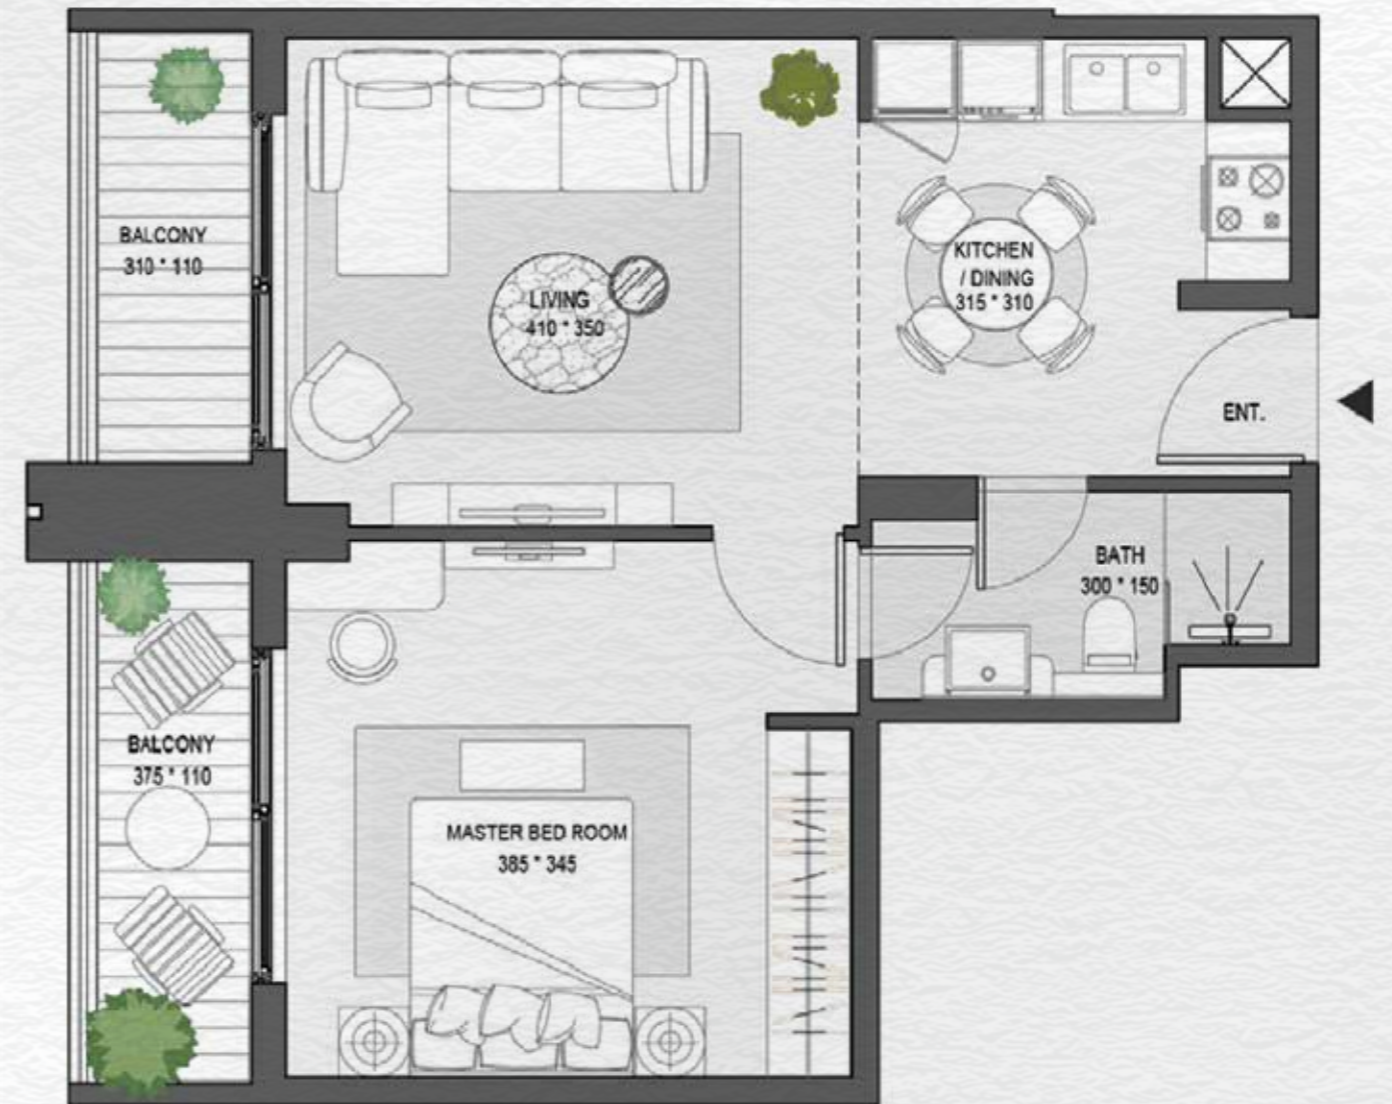 BALCONY
310 * 110
LIVING
410 * 350
KITCHEN
/ DINING
315 * 310
ENT.
BATH
300 * 150
BALCONY
375 * 110
MASTER BED ROOM
385 * 345